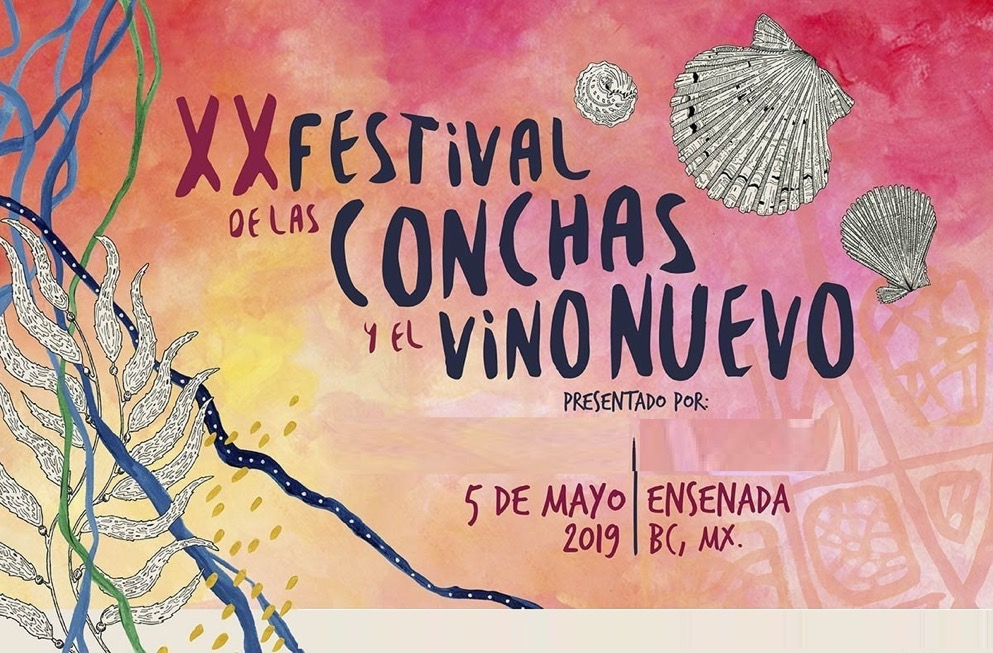 XX FESTiVAL
DE LAS CONCHAS
Y EL ViNO NUEVO
PRESENTADO POR:
5 DE MAYO
2019
ENSENADA
BC, MX.